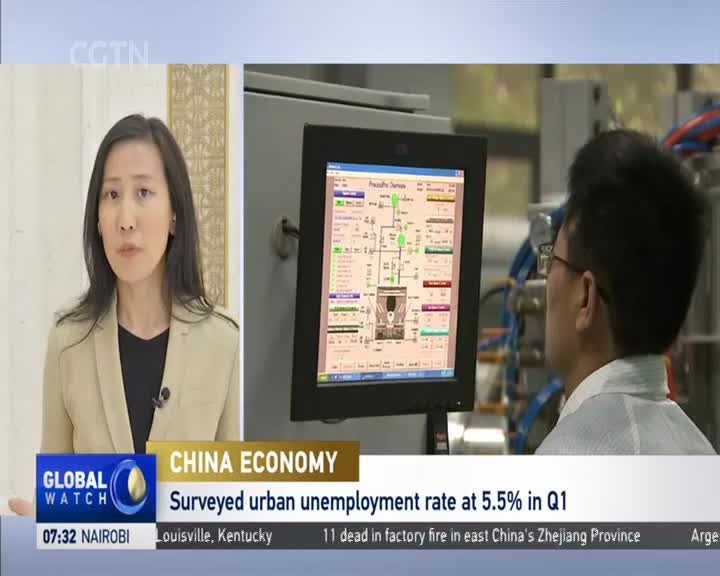 CGTN
CHINA ECONOMY
GLOBAL
WATCH
Surveyed urban unemployment rate at 5.5% in Q1
07:32 NAIROBI
Louisville, Kentucky 11 dead in factory fire in east China's Zhejiang Province Arge